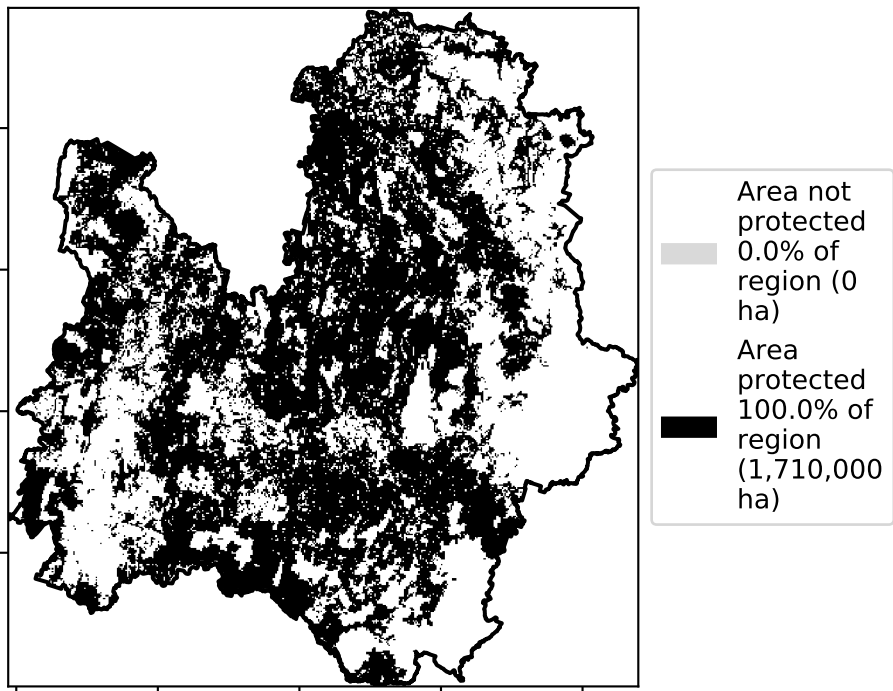 Area not
protected
0.0% of
region (0
ha)
Area
protected
100.0% of
region
(1,710,000
ha)